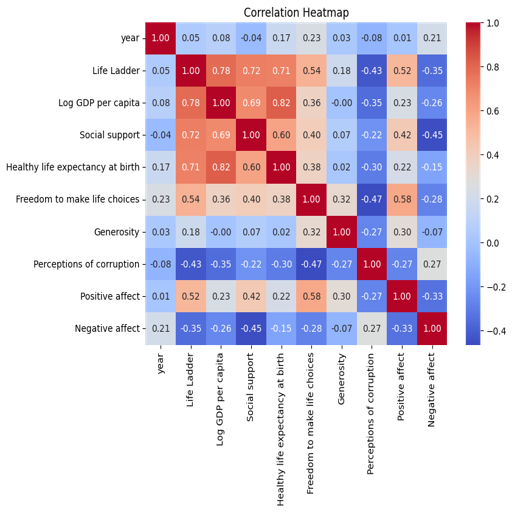 Correlation Heatmap
year 1.00 0.05 0.08 -0.04 0.17 0.23 0.03 -0.08 0.01 0.21
Life Ladder 0.05 1.00 0.78 0.72 0.71 0.54 0.18 -0.43 0.52 -0.35
Log GDP per capita 0.08 0.78 1.00 0.69 0.82 0.36 -0.00 -0.35 0.23 -0.26
Social support -0.04 0.72 0.69 1.00 0.60 0.40 0.07 -0.22 0.42 -0.45
Healthy life expectancy at birth 0.17 0.71 0.82 0.60 1.00 0.38 0.02 -0.30 0.22 -0.15
Freedom to make life choices 0.23 0.54 0.36 0.40 0.38 1.00 0.32 -0.47 0.58 -0.28
Generosity 0.03 0.18 -0.00 0.07 0.02 0.32 1.00 -0.27 0.30 -0.07
Perceptions of corruption -0.08 -0.43 -0.35 -0.22 -0.30 -0.47 -0.27 1.00 -0.27 0.27
Positive affect 0.01 0.52 0.23 0.42 0.22 0.58 0.30 -0.27 1.00 -0.33
Negative affect 0.21 -0.35 -0.26 -0.45 -0.15 -0.28 -0.07 0.27 -0.33 1.00
year
Life Ladder
Log GDP per capita
Social support
Healthy life expectancy at birth
Freedom to make life choices
Generosity
Perceptions of corruption
Positive affect
Negative affect
1.0
0.8
0.6
0.4
0.2
0.0
-0.2
-0.4